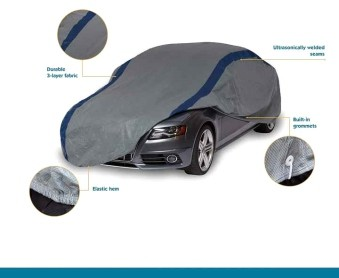 Ultrasonically welded
seams
Durable
3-layer fabric
Built-in
grommets
Elastic hem